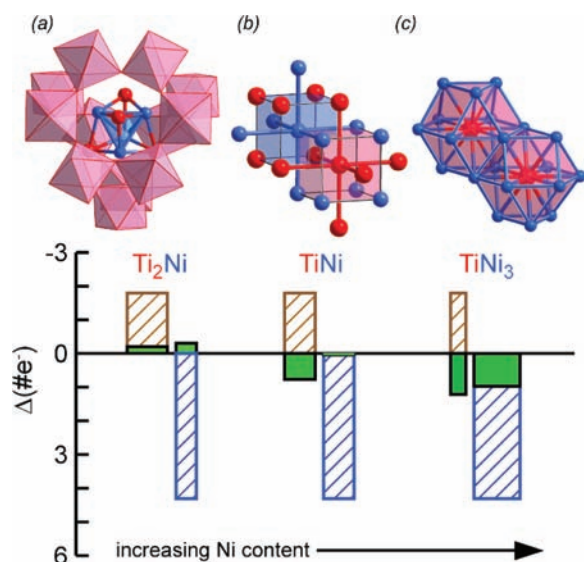 (a) (b) (c)
Ti₂Ni TiNi TiNi₃
-3
0
3
6
Δ(#e⁻)
increasing Ni content